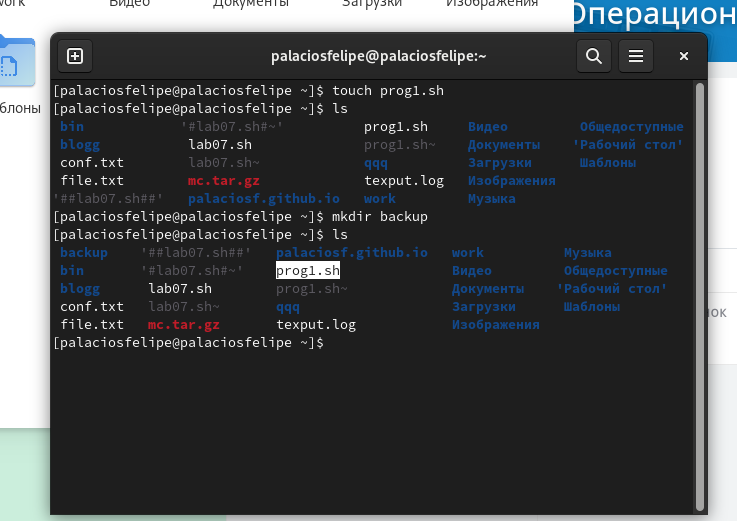 work Видео Документы Загрузки Изображения
Операцион
блоны
palaciosfelipe@palaciosfelipe:~
[palaciosfelipe@palaciosfelipe ~]$ touch prog1.sh
[palaciosfelipe@palaciosfelipe ~]$ ls
bin '#lab07.sh#~' prog1.sh Видео Общедоступные
blogg lab07.sh prog1.sh~ Документы 'Рабочий стол'
conf.txt lab07.sh~ qqq Загрузки Шаблоны
file.txt mc.tar.gz texput.log Изображения
'##lab07.sh##' palaciosf.github.io work Музыка
[palaciosfelipe@palaciosfelipe ~]$ mkdir backup
[palaciosfelipe@palaciosfelipe ~]$ ls
backup '##lab07.sh##' palaciosf.github.io work Музыка
bin '#lab07.sh#~' prog1.sh Видео Общедоступные
blogg lab07.sh prog1.sh~ Документы 'Рабочий стол'
conf.txt lab07.sh~ qqq Загрузки Шаблоны
file.txt mc.tar.gz texput.log Изображения
[palaciosfelipe@palaciosfelipe ~]$
ок